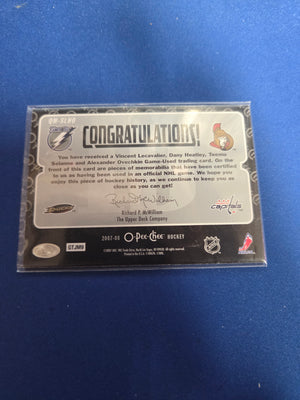 QM-SLHO
CONGRATULATIONS!
You have received a Vincent Lecavalier, Dany Heatley, Teemu
Selanne and Alexander Ovechkin Game-Used trading card. On the
front of this card are pieces of memorabilia that have been certified
to us as having been used in an official NHL game. We hope you
enjoy this piece of hockey history, as we continue to keep you as
close as you can get!
Richard P. McWilliam
The Upper Deck Company
capitals
GTJM9
2007-08 O-Pee-Chee HOCKEY
NHL